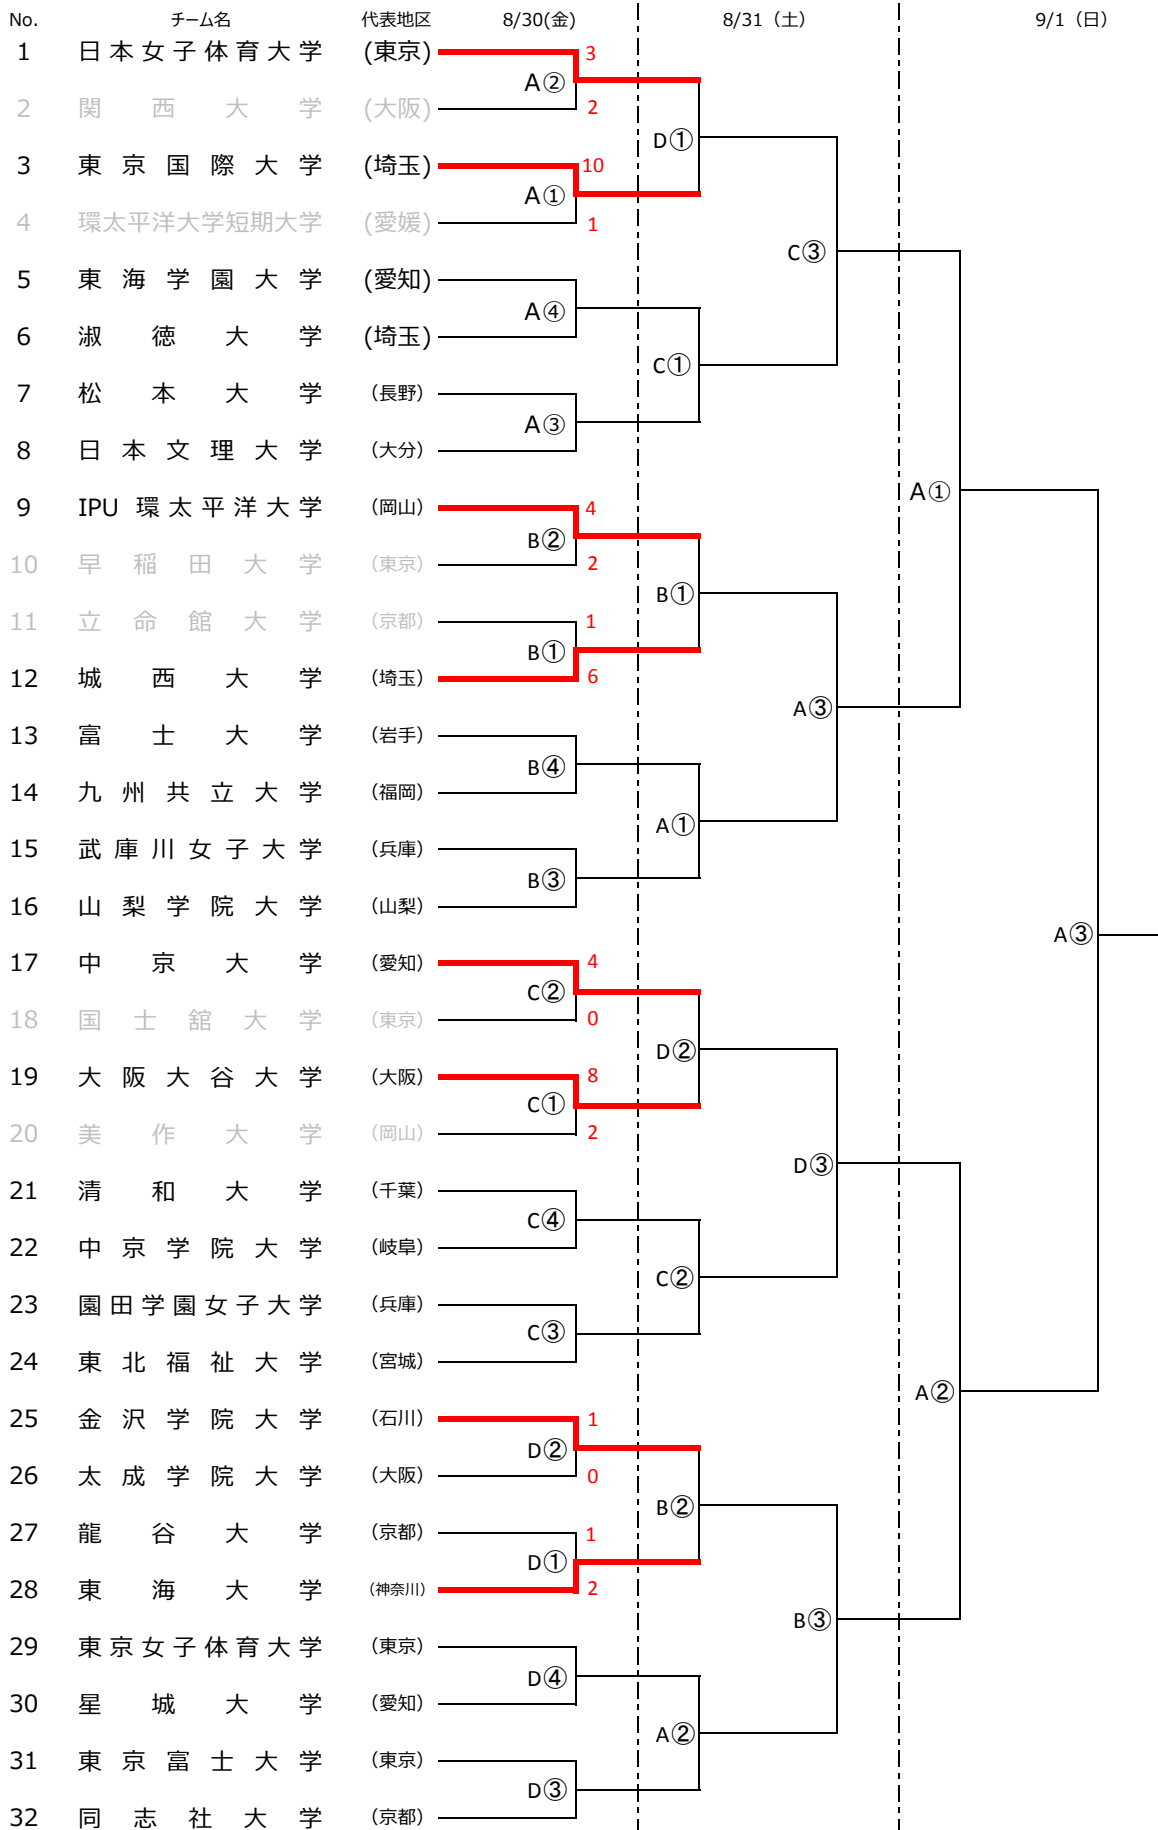 No. チーム名 代表地区 8/30(金) 8/31（土） 9/1（日）
1 日本女子体育大学 (東京) 3
A②
2 関西大学 (大阪) 2
D①
3 東京国際大学 (埼玉) 10
A①
4 環太平洋大学短期大学 (愛媛) 1
C③
5 東海学園大学 (愛知)
A④
6 淑徳大学 (埼玉)
C①
7 松本大学 （長野）
A③
8 日本文理大学 （大分）
A①
9 IPU 環太平洋大学 （岡山） 4
B②
10 早稲田大学 （東京） 2
B①
11 立命館大学 （京都） 1
B①
12 城西大学 （埼玉） 6
A③
13 富士大学 （岩手）
B④
14 九州共立大学 （福岡）
A①
15 武庫川女子大学 （兵庫）
B③
16 山梨学院大学 （山梨）
A③
17 中京大学 （愛知） 4
C②
18 国士舘大学 （東京） 0
D②
19 大阪大谷大学 （大阪） 8
C①
20 美作大学 （岡山） 2
D③
21 清和大学 （千葉）
C④
22 中京学院大学 （岐阜）
C②
23 園田学園女子大学 （兵庫）
C③
24 東北福祉大学 （宮城）
A②
25 金沢学院大学 （石川） 1
D②
26 太成学院大学 （大阪） 0
B②
27 龍谷大学 （京都） 1
D①
28 東海大学 （神奈川） 2
B③
29 東京女子体育大学 （東京）
D④
30 星城大学 （愛知）
A②
31 東京富士大学 （東京）
D③
32 同志社大学 （京都）